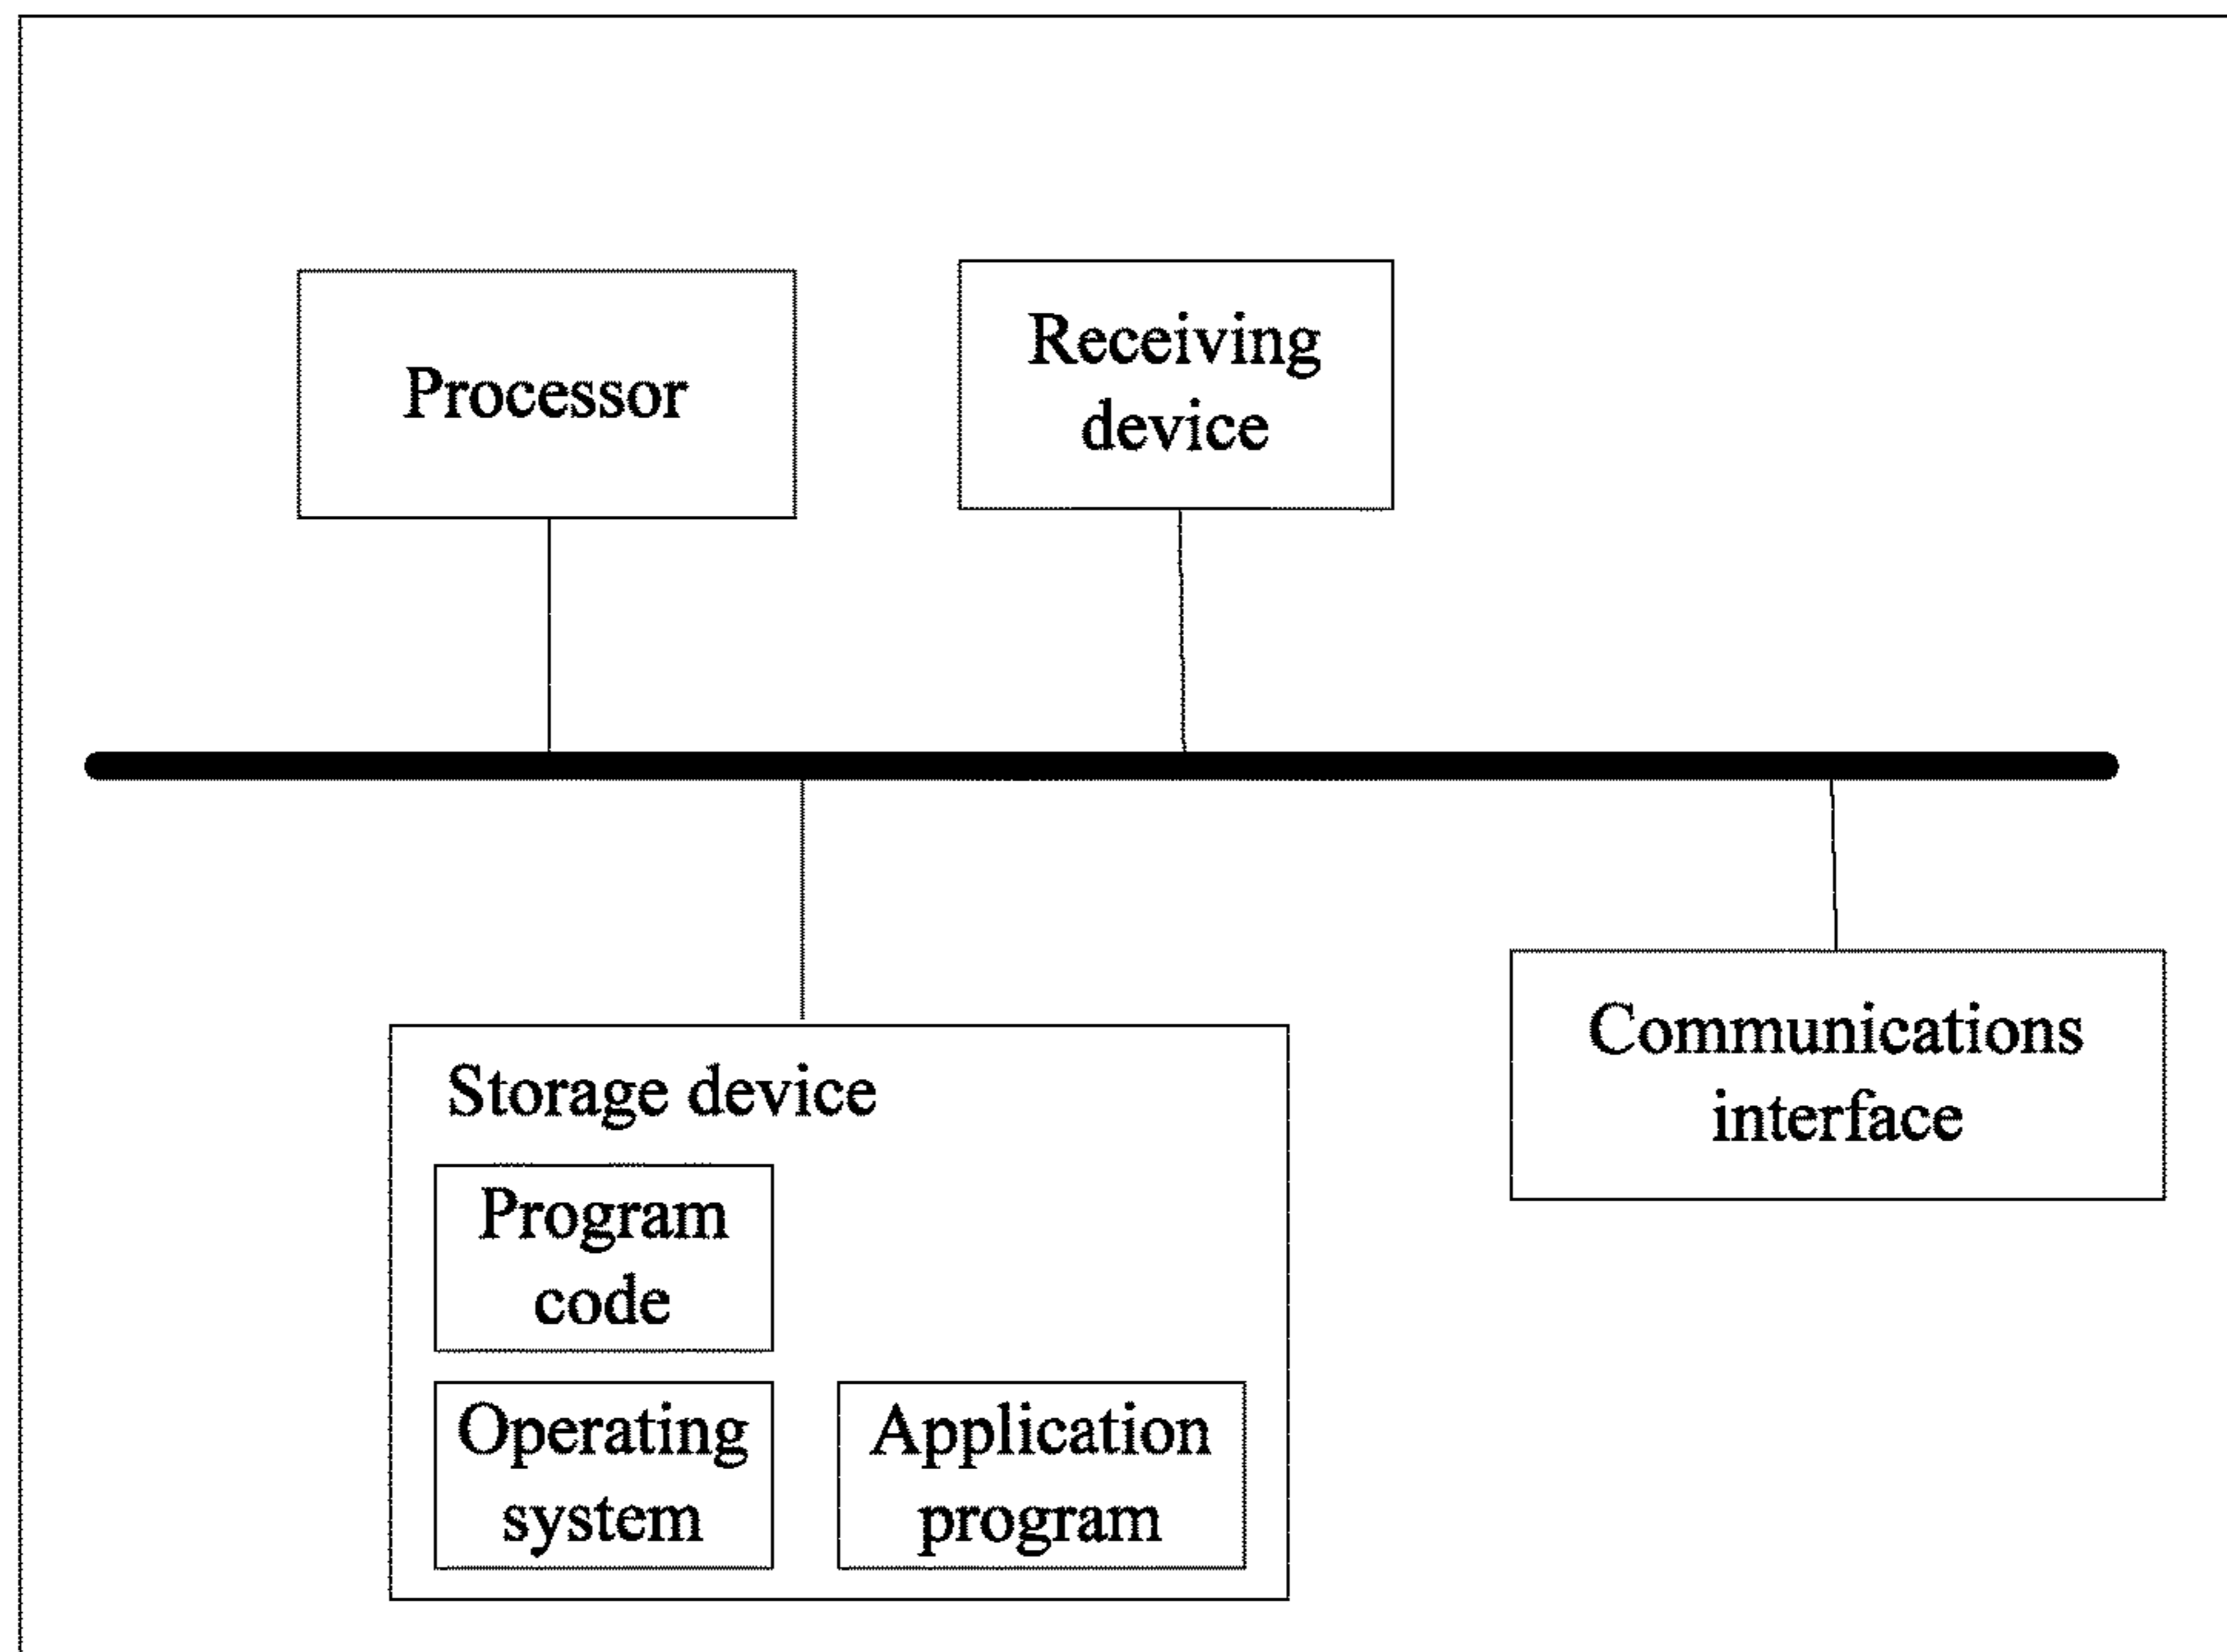 Processor
Receiving
device
Storage device
Program
code
Operating
system
Application
program
Communications
interface